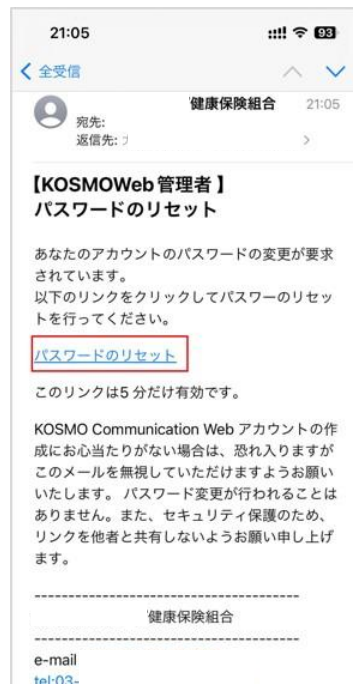 21:05
93
全受信
健康保険組合 21:05
宛先:
返信先:
【KOSMOWeb管理者】
パスワードのリセット
あなたのアカウントのパスワードの変更が要求
されています。
以下のリンクをクリックしてパスワーのリセッ
トを行ってください。
パスワードのリセット
このリンクは5 分だけ有効です。
KOSMO Communication Web アカウントの作
成にお心当たりがない場合は、恐れ入りますが
このメールを無視していただけますようお願い
いたします。 パスワード変更が行われることは
ありません。また、セキュリティ保護のため、
リンクを他者と共有しないようお願い申し上げ
ます。
---------------------------------------
健康保険組合
---------------------------------------
e-mail
tel:03-